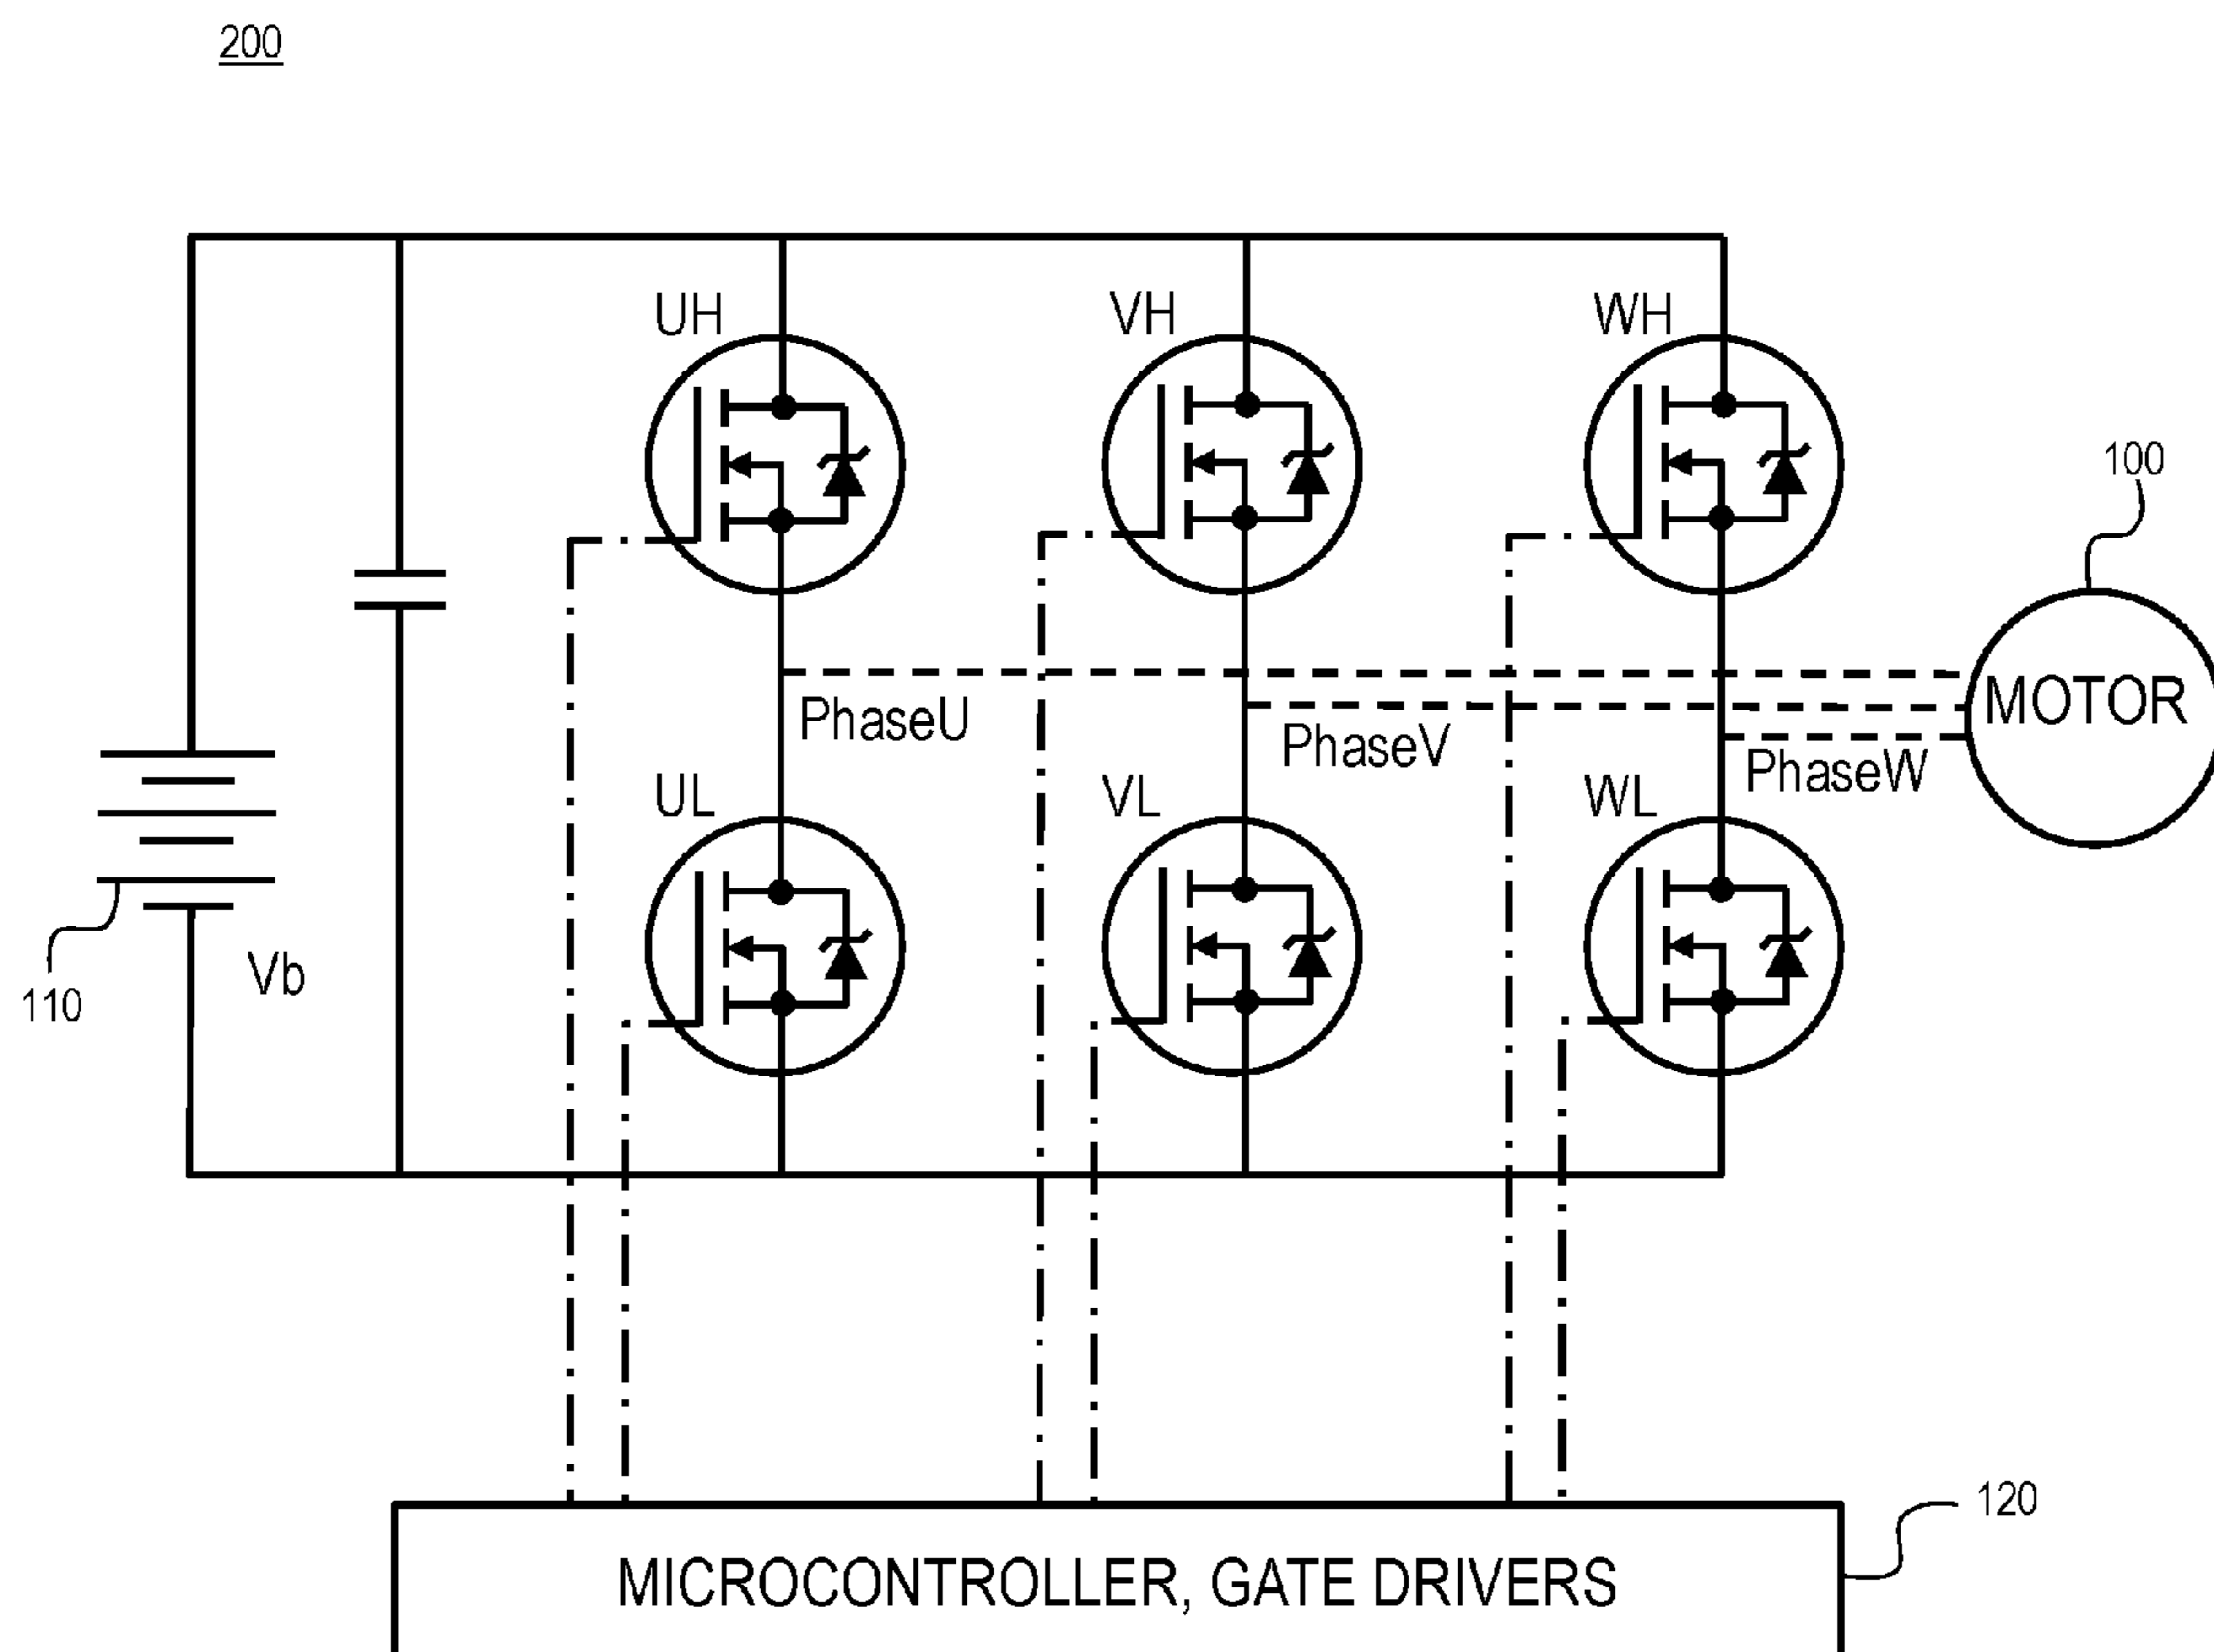 200
UH
VH
WH
100
MOTOR
PhaseU
PhaseV
PhaseW
UL
VL
WL
Vb
110
120
MICROCONTROLLER, GATE DRIVERS